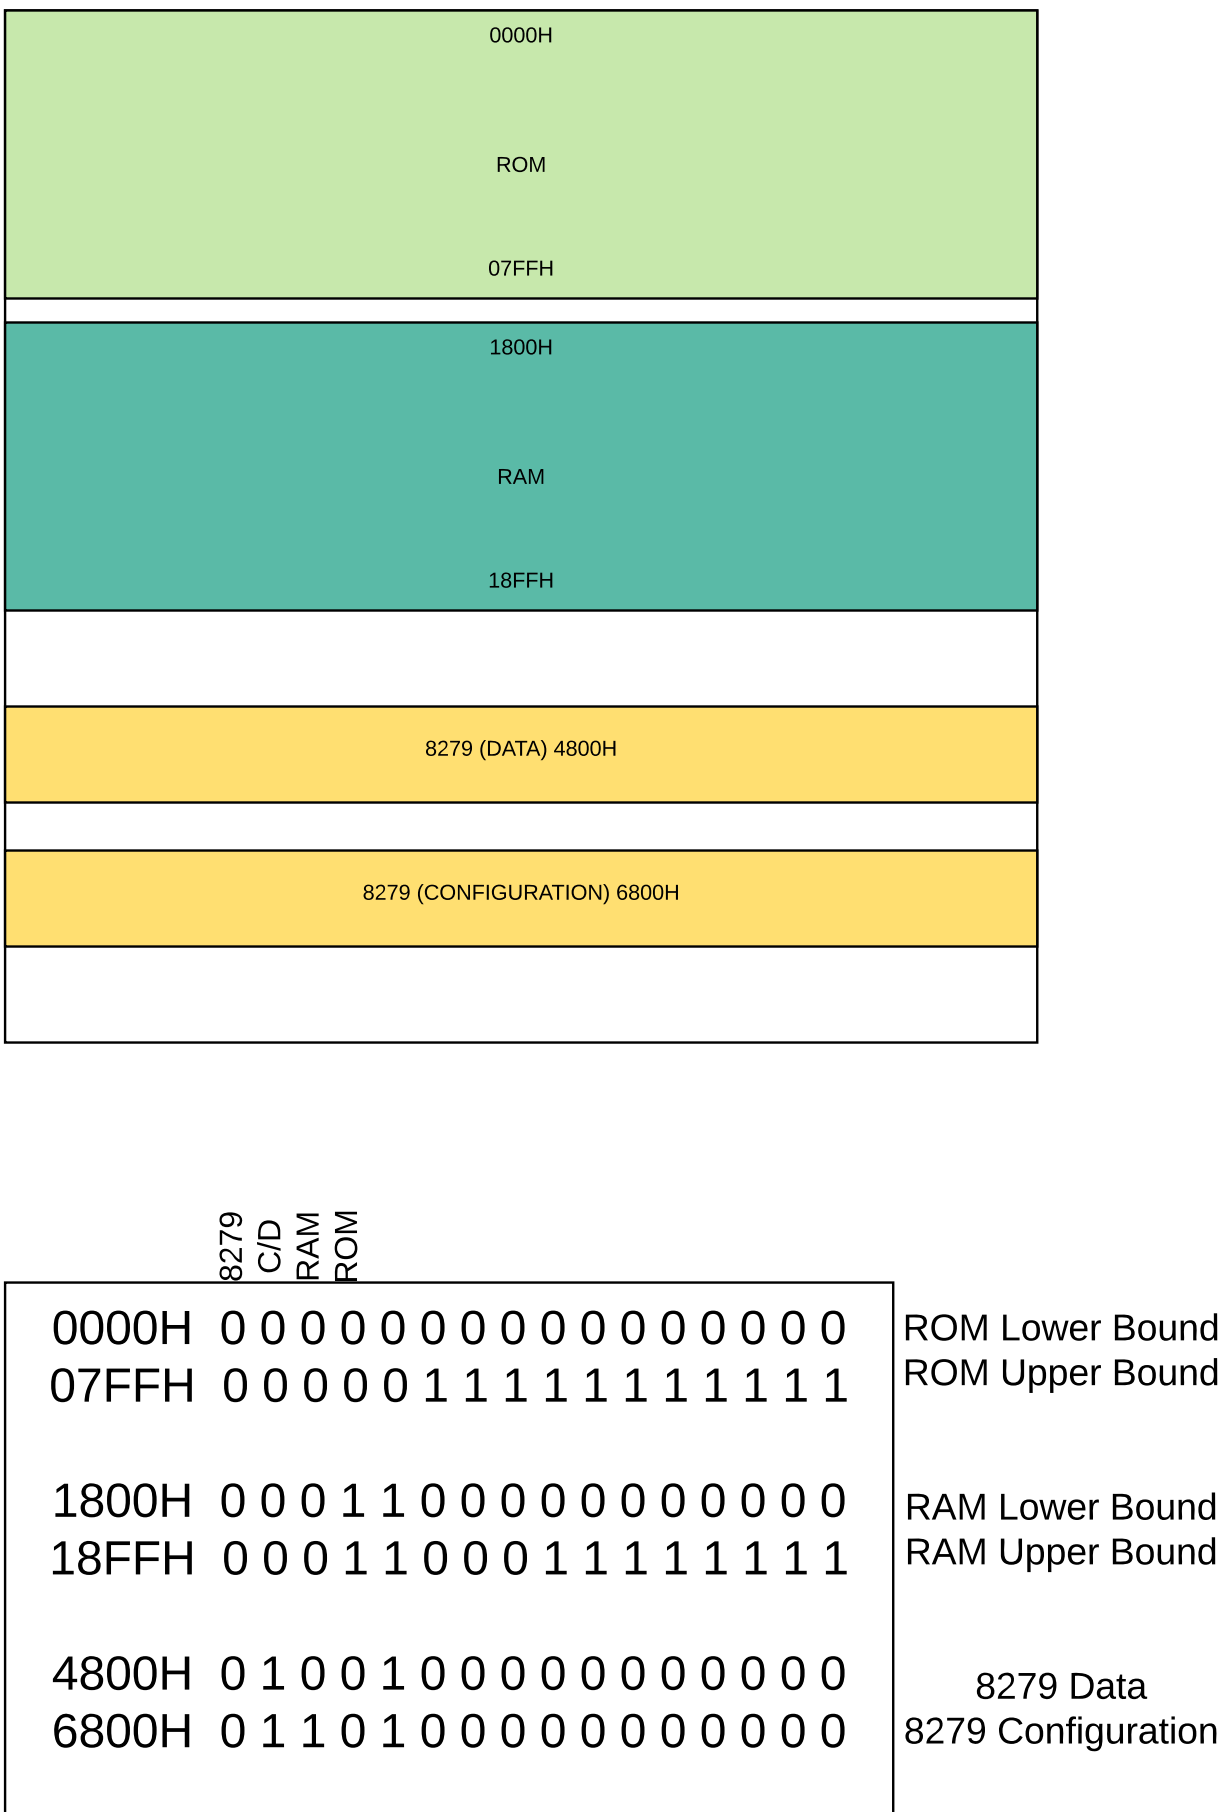 0000H
ROM
07FFH
1800H
RAM
18FFH
8279 (DATA) 4800H
8279 (CONFIGURATION) 6800H
8279 C/D RAM ROM
0000H 0 0 0 0 0 0 0 0 0 0 0 0 0 0 0 0 ROM Lower Bound
07FFH 0 0 0 0 0 1 1 1 1 1 1 1 1 1 1 1 ROM Upper Bound
1800H 0 0 0 1 1 0 0 0 0 0 0 0 0 0 0 0 RAM Lower Bound
18FFH 0 0 0 1 1 0 0 0 1 1 1 1 1 1 1 1 RAM Upper Bound
4800H 0 1 0 0 1 0 0 0 0 0 0 0 0 0 0 0 8279 Data
6800H 0 1 1 0 1 0 0 0 0 0 0 0 0 0 0 0 8279 Configuration